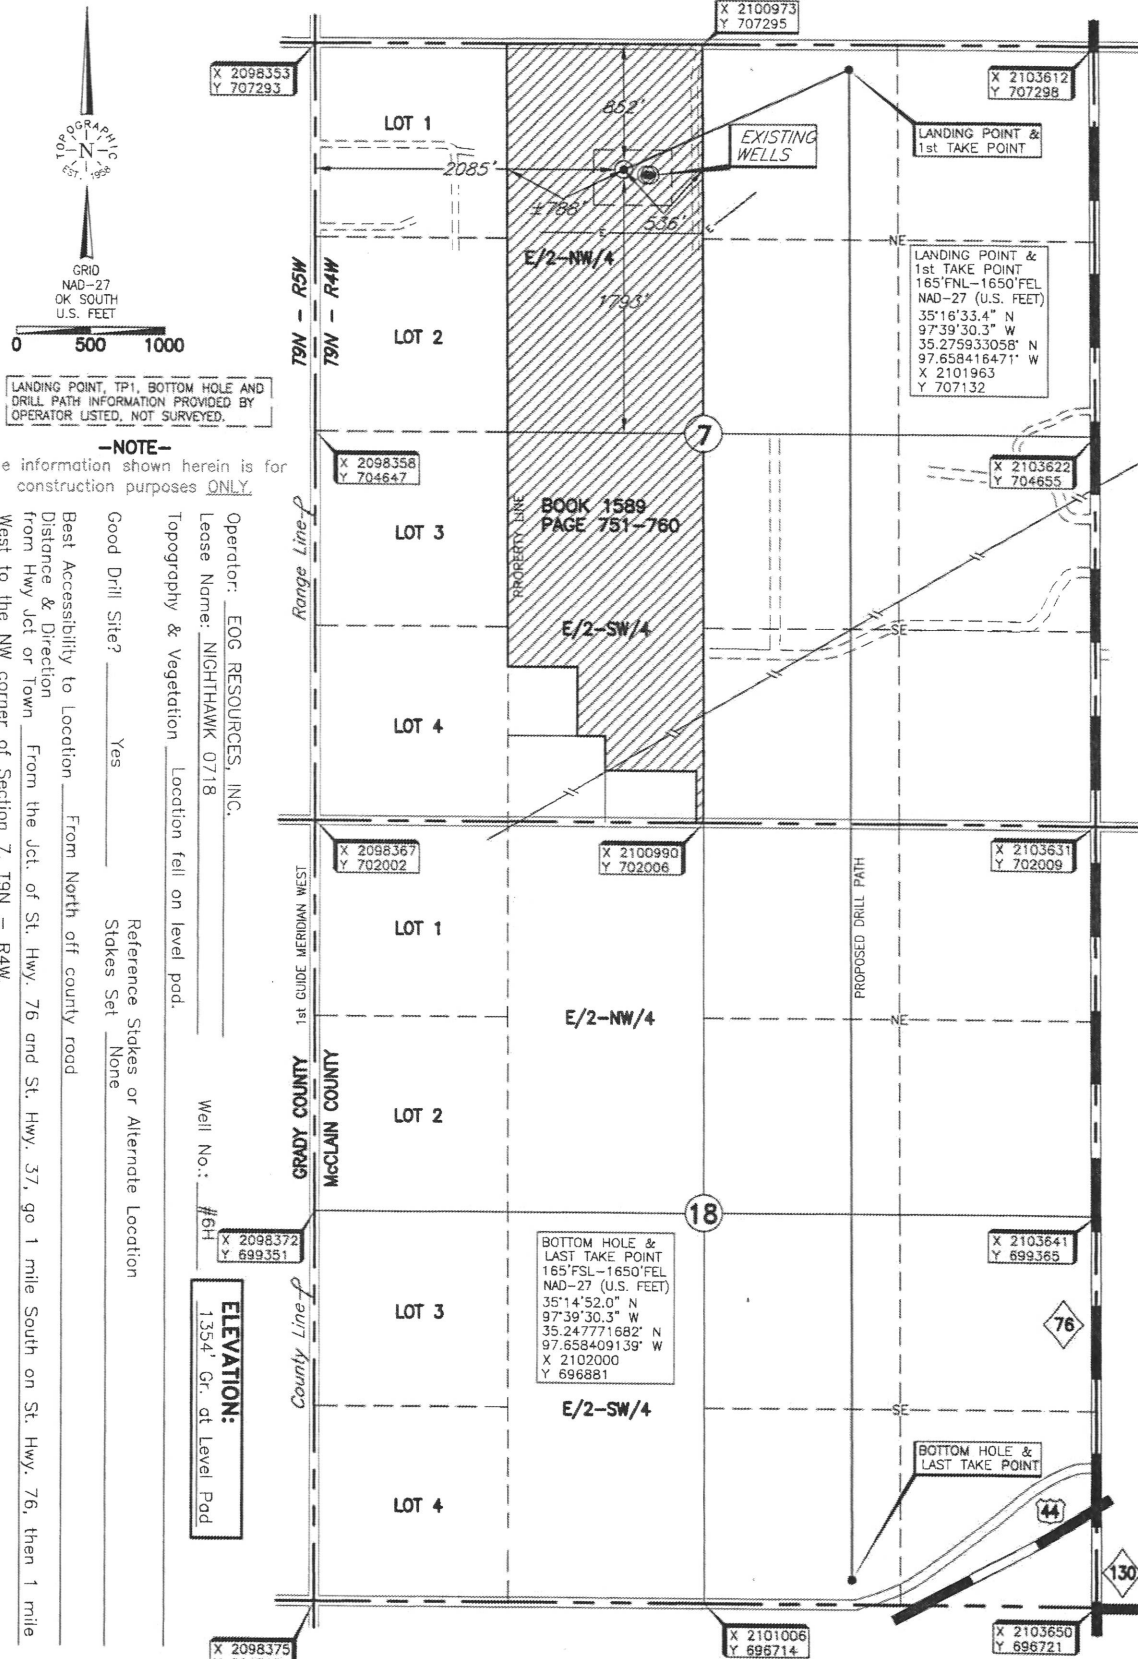 X 2100973
Y 707295
X 2098353
Y 707293
X 2103612
Y 707298
TOPOGRAPHIC
N
EST. 1958
GRID
NAD-27
OK SOUTH
U.S. FEET
0 500 1000
LANDING POINT, TP1, BOTTOM HOLE AND
DRILL PATH INFORMATION PROVIDED BY
OPERATOR LISTED, NOT SURVEYED.
-NOTE-
e information shown herein is for
construction purposes ONLY.
LOT 1
852'
EXISTING
WELLS
LANDING POINT &
1st TAKE POINT
2085'
±788'
536'
E
E
E/2-NW/4
NE
T9N - R5W
T9N - R4W
1793'
LOT 2
LANDING POINT &
1st TAKE POINT
165'FNL-1650'FEL
NAD-27 (U.S. FEET)
35°16'33.4" N
97°39'30.3" W
35.275933058° N
97.658416471° W
X 2101963
Y 707132
7
X 2098358
Y 704647
X 2103622
Y 704655
PROPERTY LINE
BOOK 1589
PAGE 751-760
Range Line
LOT 3
E/2-SW/4
SE
LOT 4
X 2098367
Y 702002
X 2100990
Y 702006
X 2103631
Y 702009
Operator: EOG RESOURCES, INC.
Lease Name: NIGHTHAWK 0718
Well No.: #6H
Topography & Vegetation Location fell on level pad.
Good Drill Site? Yes
Reference Stakes or Alternate Location
Stakes Set None
Best Accessibility to Location From North off county road
Distance & Direction
from Hwy Jct or Town From the Jct. of St. Hwy. 76 and St. Hwy. 37, go 1 mile South on St. Hwy. 76, then 1 mile
West to the NW corner of Section 7, T9N - R4W
ELEVATION:
1354' Gr. at Level Pad
1st GUIDE MERIDIAN WEST
LOT 1
PROPOSED DRILL PATH
E/2-NW/4
NE
GRADY COUNTY
McCLAIN COUNTY
LOT 2
18
X 2098372
Y 699351
X 2103641
Y 699365
BOTTOM HOLE &
LAST TAKE POINT
165'FSL-1650'FEL
NAD-27 (U.S. FEET)
35°14'52.0" N
97°39'30.3" W
35.247771682° N
97.658409139° W
X 2102000
Y 696881
County Line
LOT 3
76
E/2-SW/4
SE
BOTTOM HOLE &
LAST TAKE POINT
LOT 4
44
130
X 2098375
X 2101006
Y 696714
X 2103650
Y 696721